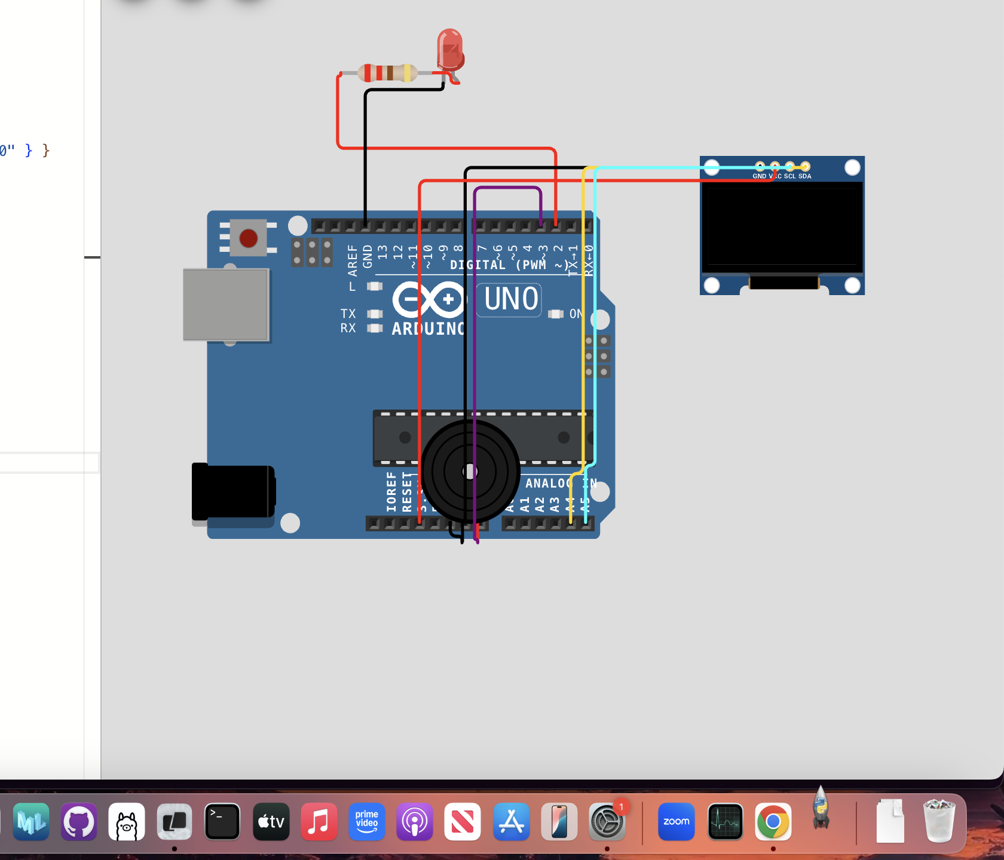 0" } }
GND VCC SCL SDA
AREF
GND
13
12
~11
~10
~9
8
7
~6
~5
4
~3
2
TX→1
RX←0
DIGITAL (PWM ~)
L
UNO
TX
RX
ON
ARDUINO
IOREF
RESET
ANALOG IN
A1
A2
A3
A4
A5
1
tv
prime
video
zoom
>_